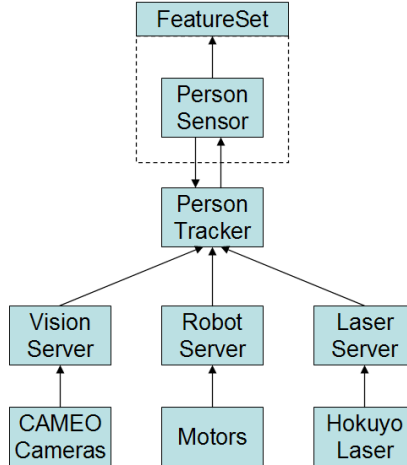 FeatureSet
Person
Sensor
Person
Tracker
Vision
Server
Robot
Server
Laser
Server
CAMEO
Cameras
Motors
Hokuyo
Laser